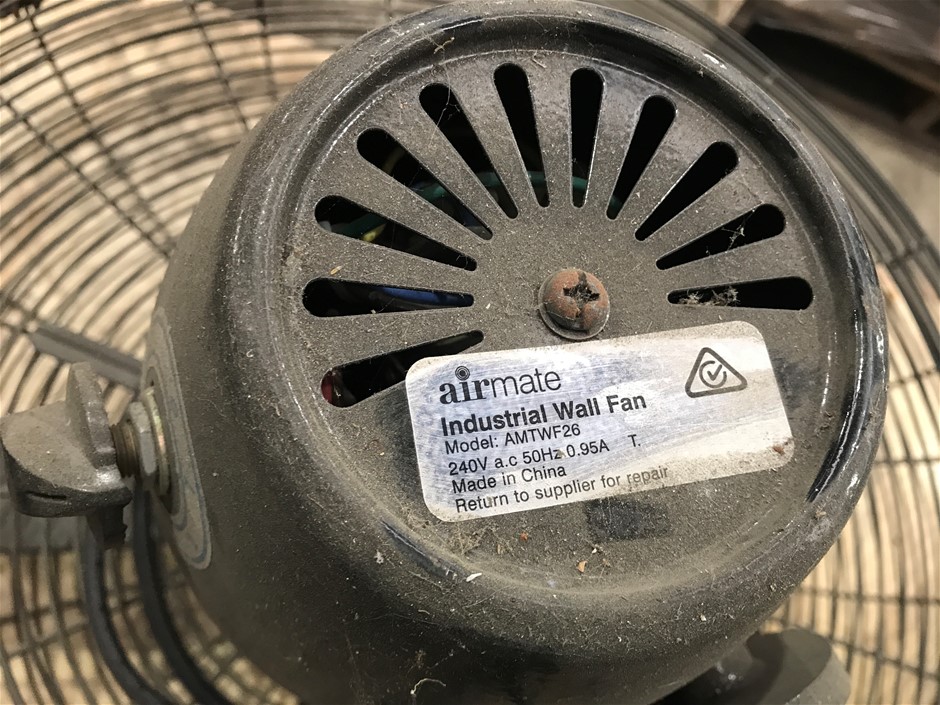 airmate
Industrial Wall Fan
Model: AMTWF26
240V a.c 50Hz 0.95A T.
Made in China
Return to supplier for repair